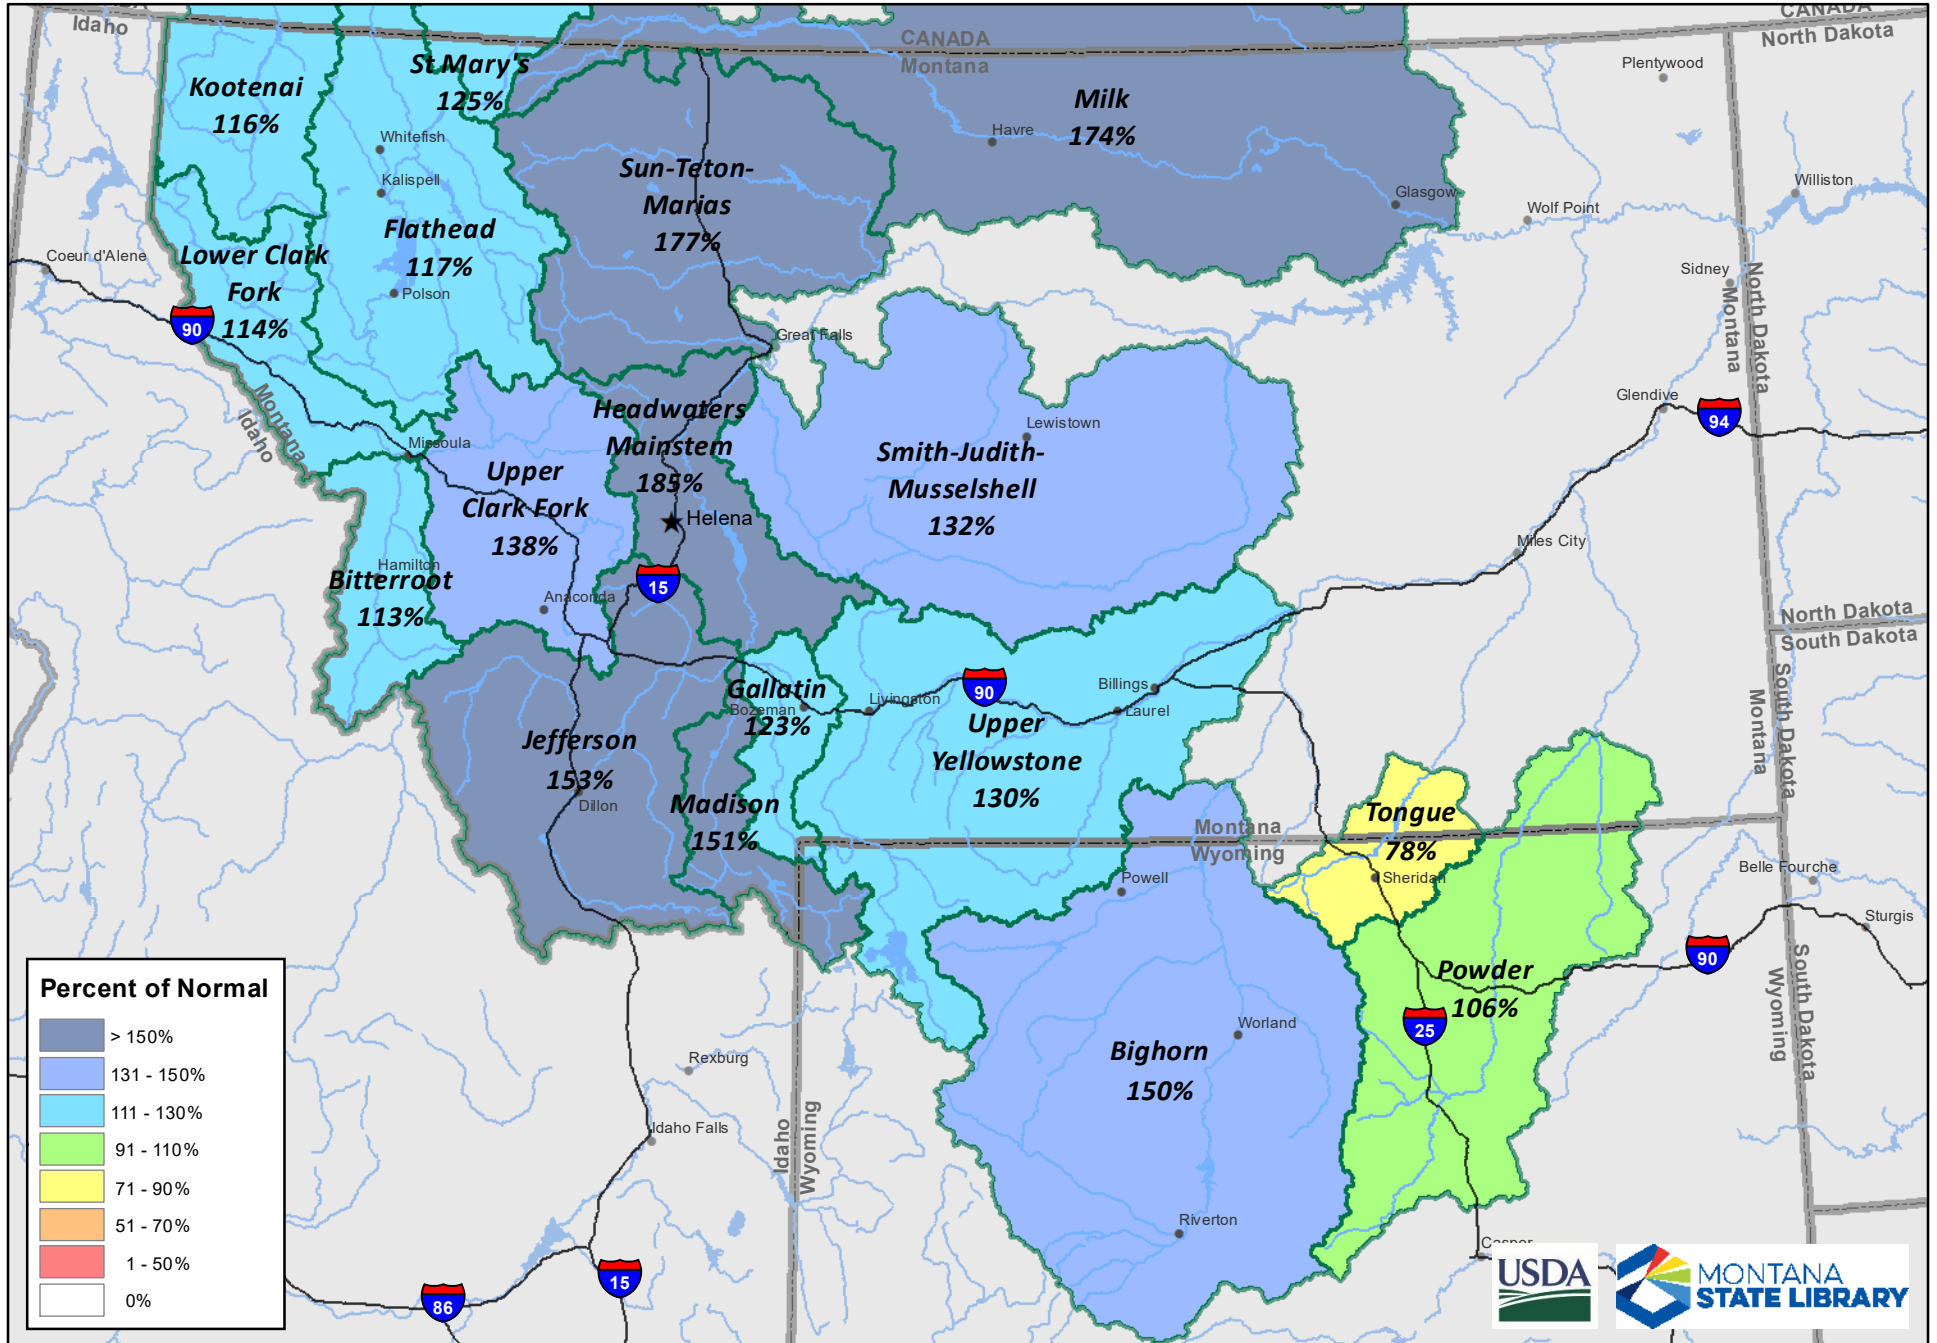 CANADA
Idaho
CANADA
North Dakota
CANADA
Montana
St Mary's
125%
Kootenai
116%
Milk
174%
Plentywood
Whitefish
Havre
Kalispell
Sun-Teton-
Marias
177%
Glasgow
Williston
Wolf Point
Flathead
117%
Coeur d'Alene
Lower Clark
Fork
114%
Polson
Sidney
North Dakota
Montana
90
Great Falls
Montana
Idaho
Glendive
94
Headwaters
Mainstem
185%
Lewistown
Missoula
Smith-Judith-
Musselshell
132%
Upper
Clark Fork
138%
Helena
Miles City
Hamilton
Bitterroot
113%
15
Anaconda
North Dakota
South Dakota
Gallatin
Bozeman
123%
Livingston
90
Billings
Laurel
South Dakota
Montana
Upper
Yellowstone
130%
Jefferson
153%
Dillon
Madison
151%
Tongue
78%
Montana
Wyoming
Powell
Sheridan
Belle Fourche
Sturgis
90
Powder
106%
25
South Dakota
Wyoming
Percent of Normal
> 150%
131 - 150%
111 - 130%
91 - 110%
71 - 90%
51 - 70%
1 - 50%
0%
Worland
Bighorn
150%
Rexburg
Idaho Falls
Idaho
Wyoming
Riverton
Casper
15
86
USDA
MONTANA
STATE LIBRARY